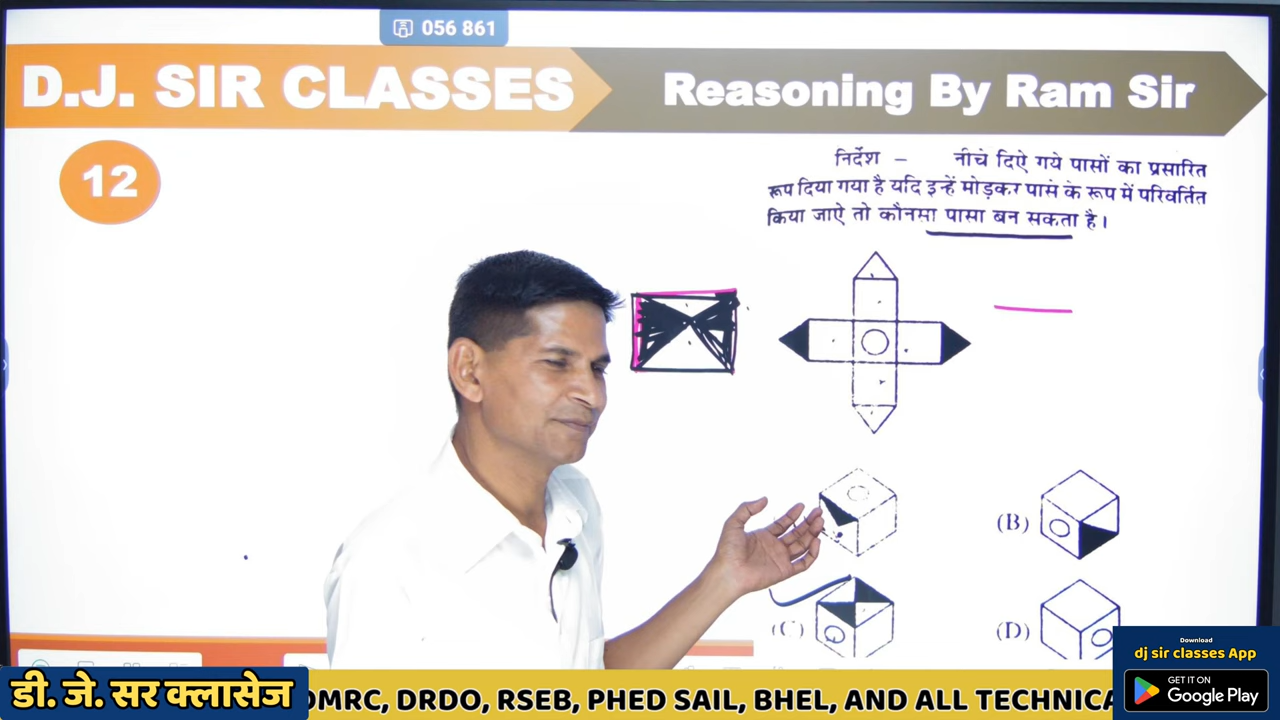 056 861
D.J. SIR CLASSES
Reasoning By Ram Sir
12
निर्देश – नीचे दिऐ गये पासों का प्रसारित
रूप दिया गया है यदि इन्हें मोड़कर पासे के रूप में परिवर्तित
किया जाऐ तो कौनसा पासा बन सकता है।
(B)
(C)
(D)
Download
dj sir classes App
GET IT ON
Google Play
डी. जे. सर क्लासेज
DMRC, DRDO, RSEB, PHED SAIL, BHEL, AND ALL TECHNICA